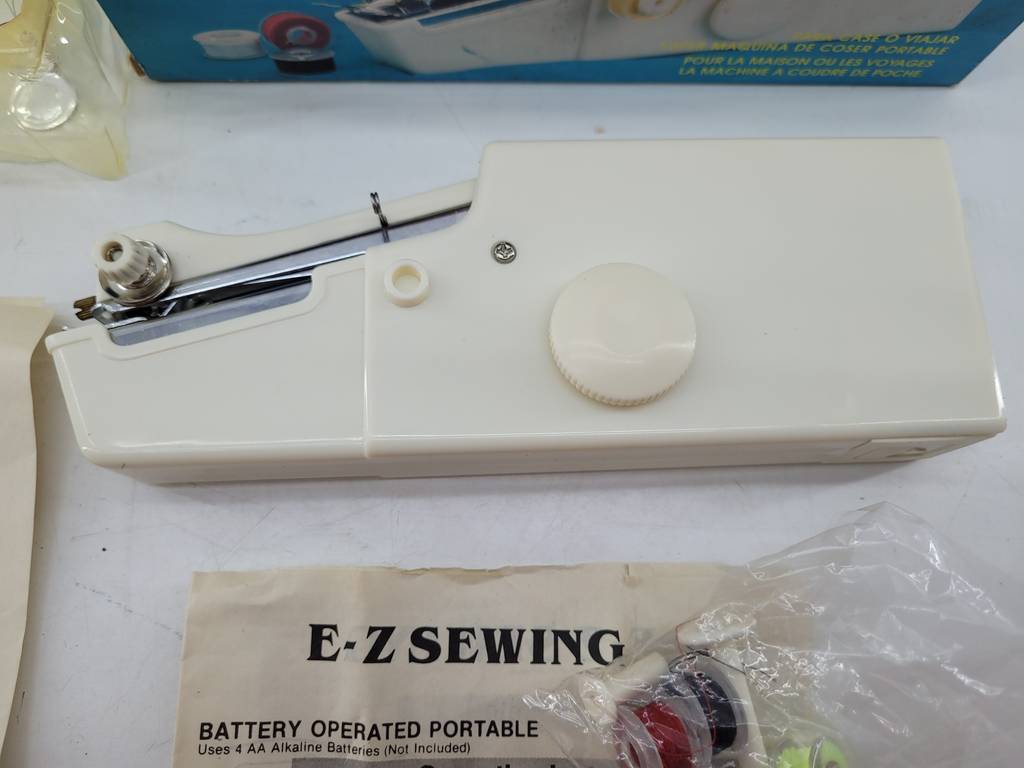 PARA CASE O VIAJAR
MAQUINA DE COSER PORTABLE
POUR LA MAISON OU LES VOYAGES
LA MACHINE A COUDRE DE POCHE
E-Z SEWING
BATTERY OPERATED PORTABLE
Uses 4 AA Alkaline Batteries (Not Included)